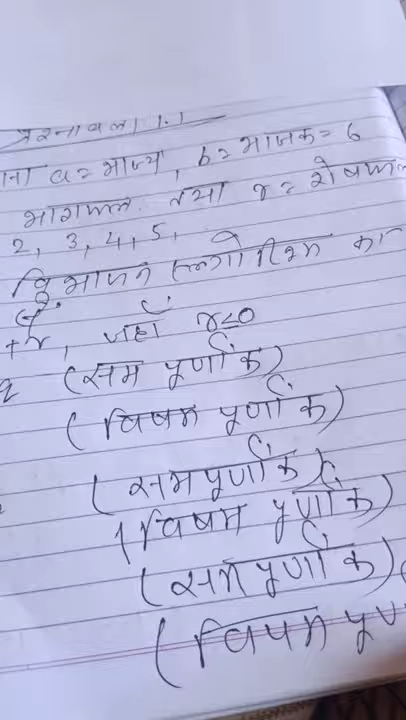 प्रश्नावली 1.1
माना a = भाज्य, b = भाजक = 6
भागफल तथा r = शेषफल
2, 3, 4, 5,
विभाजन एल्गोरिथ्म का
+r, जहाँ r≤0
(सम पूर्णांक)
(विषम पूर्णांक)
(सम पूर्णांक)
(विषम पूर्णांक)
(सम पूर्णांक)
(विषम